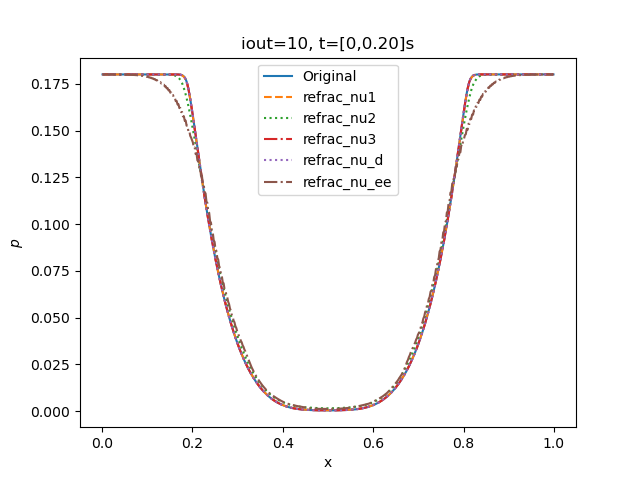 iout=10, t=[0,0.20]s
Original
refrac_nu1
refrac_nu2
refrac_nu3
refrac_nu_d
refrac_nu_ee
0.175
0.150
0.125
0.100
0.075
0.050
0.025
0.000
p
0.0 0.2 0.4 0.6 0.8 1.0
x